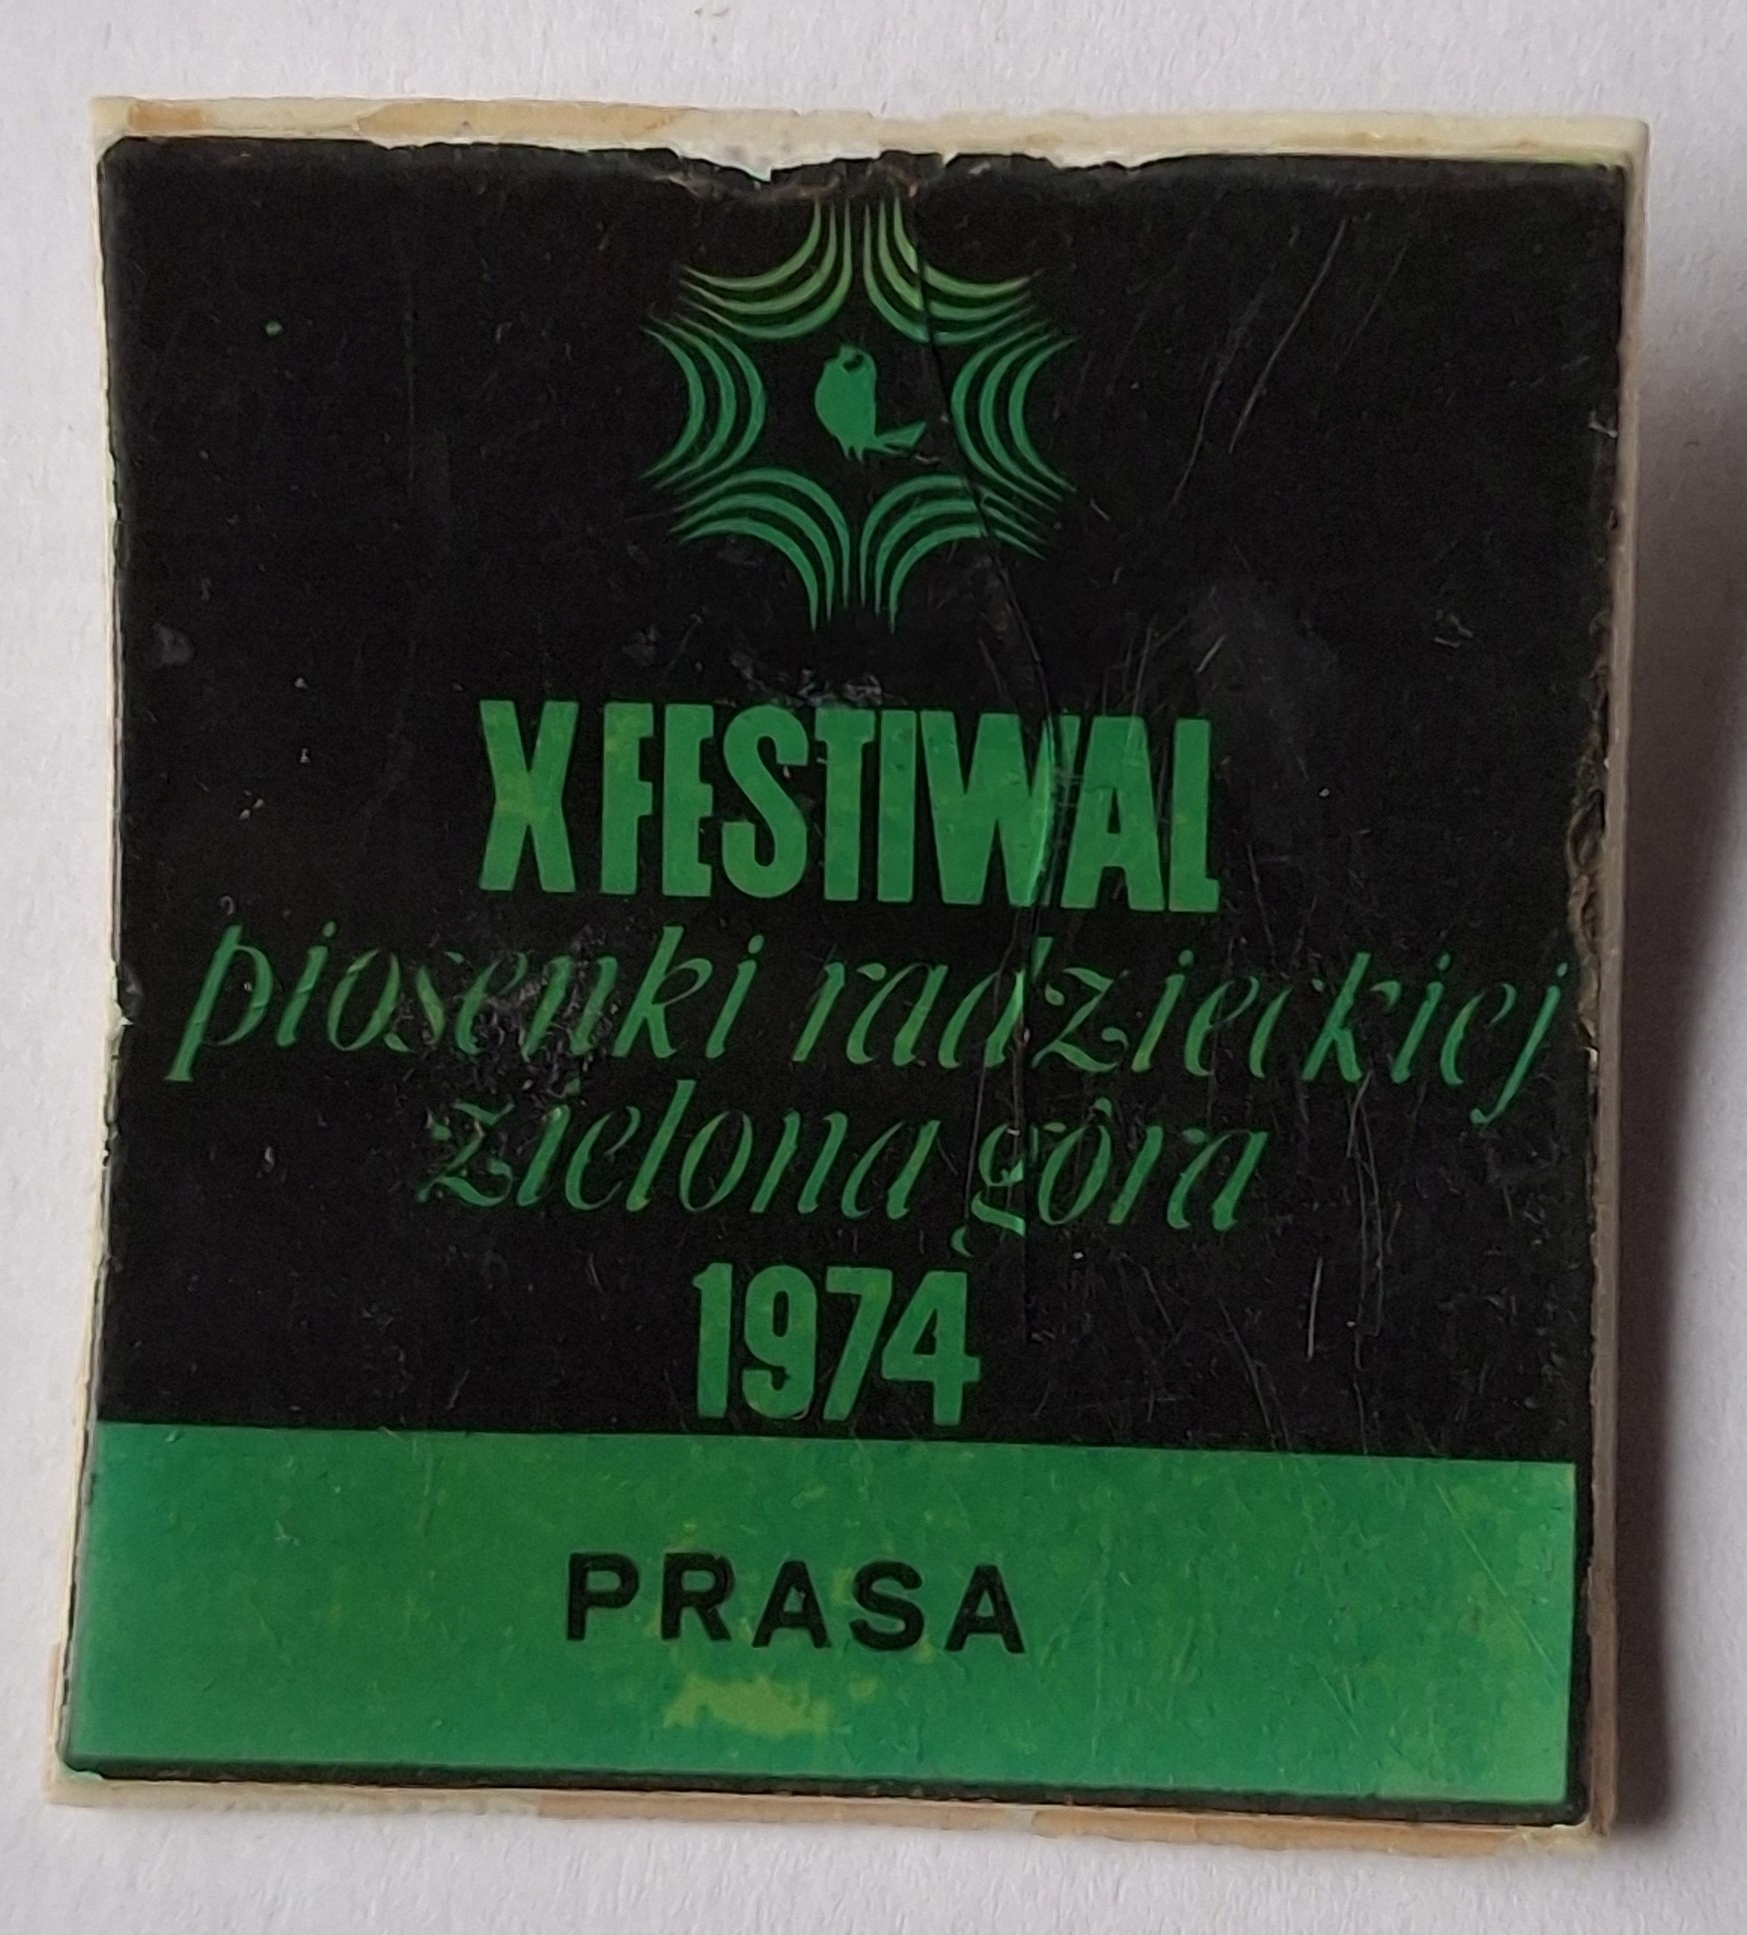 X FESTIWAL
piosenki radzieckiej
zielona góra
1974
PRASA